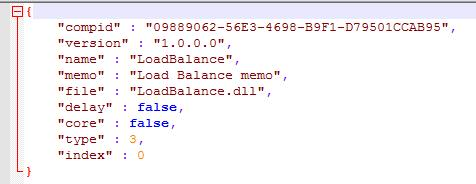 {
"compid" : "09889062-56E3-4698-B9F1-D79501CCAB95",
"version" : "1.0.0.0",
"name" : "LoadBalance",
"memo" : "Load Balance memo",
"file" : "LoadBalance.dll",
"delay" : false,
"core" : false,
"type" : 3,
"index" : 0
}